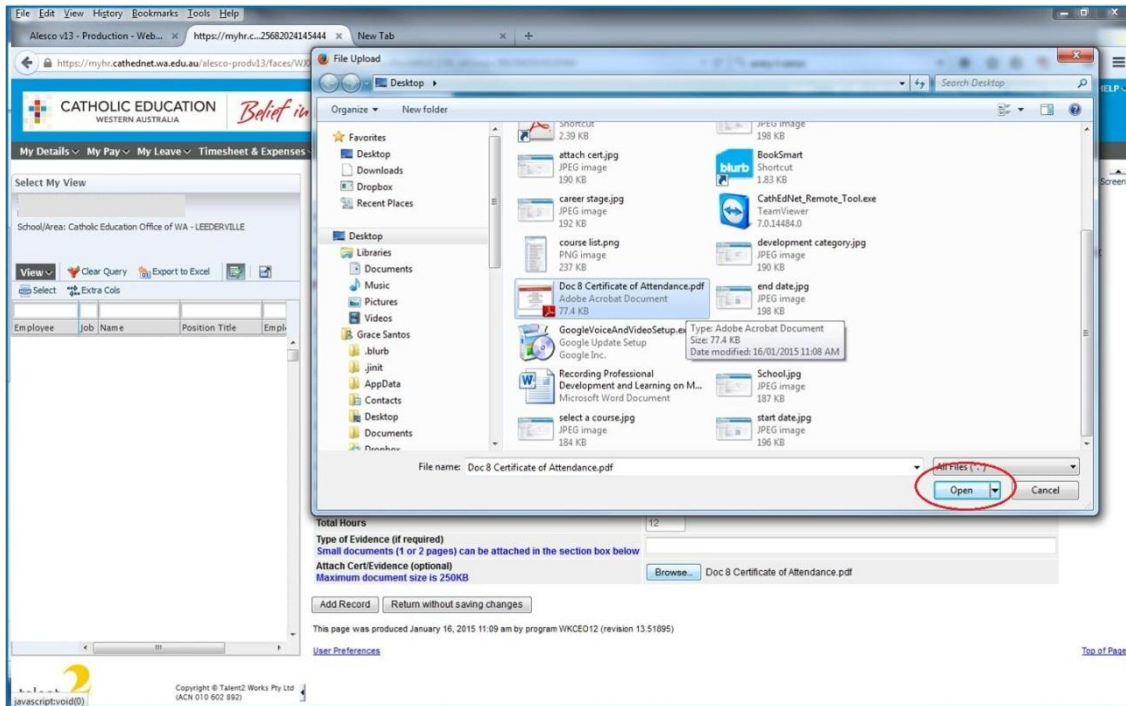 File Edit View History Bookmarks Tools Help
Alesco v13 - Production - Web... × https://myhr.c...25682024145444 × New Tab × +
https://myhr.cathednet.wa.edu.au/alesco-prodv13/faces/WK
CATHOLIC EDUCATION
WESTERN AUSTRALIA
Belief in
HELP
My Details My Pay My Leave Timesheet & Expenses
Select My View
Screen
School/Area: Catholic Education Office of WA - LEEDERVILLE
View Clear Query Export to Excel
Select Extra Cols
Employee Job Name Position Title Empl
File Upload
Desktop
Search Desktop
Organize New folder
Favorites
Desktop
Downloads
Dropbox
Recent Places
Desktop
Libraries
Documents
Music
Pictures
Videos
Grace Santos
.blurb
.jinit
AppData
Contacts
Desktop
Documents
Dropbox
Shortcut
2.39 KB
JPEG image
198 KB
attach cert.jpg
JPEG image
190 KB
blurb
BookSmart
Shortcut
1.83 KB
career stage.jpg
JPEG image
192 KB
CathEdNet_Remote_Tool.exe
TeamViewer
7.0.14484.0
course list.png
PNG image
237 KB
development category.jpg
JPEG image
190 KB
Doc 8 Certificate of Attendance.pdf
Adobe Acrobat Document
77.4 KB
end date.jpg
JPEG image
198 KB
GoogleVoiceAndVideoSetup.ex
Google Update Setup
Google Inc.
Type: Adobe Acrobat Document
Size: 77.4 KB
Date modified: 16/01/2015 11:08 AM
Recording Professional
Development and Learning on M...
Microsoft Word Document
School.jpg
JPEG image
187 KB
select a course.jpg
JPEG image
184 KB
start date.jpg
JPEG image
196 KB
File name: Doc 8 Certificate of Attendance.pdf
All Files (*.*)
Open Cancel
Total Hours 12
Type of Evidence (if required)
Small documents (1 or 2 pages) can be attached in the section box below
Attach Cert/Evidence (optional)
Maximum document size is 250KB
Browse... Doc 8 Certificate of Attendance.pdf
Add Record Return without saving changes
This page was produced January 16, 2015 11:09 am by program WKCEO12 (revision 13.51895)
User Preferences Top of Page
Copyright © Talent2 Works Pty Ltd
(ACN 010 602 892)
javascript:void(0)